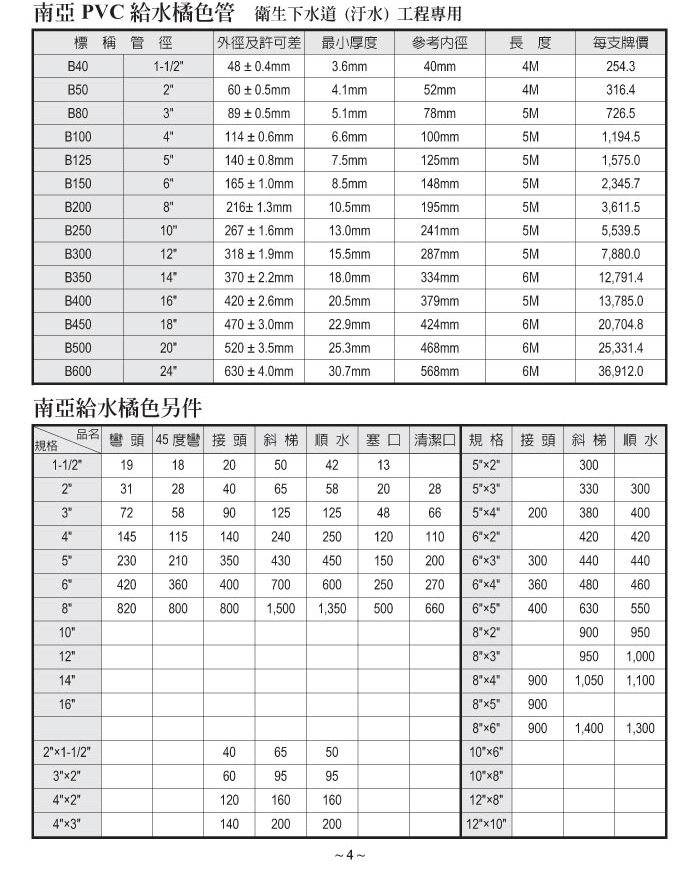 南亞 PVC 給水橘色管 衛生下水道 (汙水) 工程專用
標 稱 管 徑 外徑及許可差 最小厚度 參考內徑 長 度 每支牌價
B40 1-1/2" 48 ± 0.4mm 3.6mm 40mm 4M 254.3
B50 2" 60 ± 0.5mm 4.1mm 52mm 4M 316.4
B80 3" 89 ± 0.5mm 5.1mm 78mm 5M 726.5
B100 4" 114 ± 0.6mm 6.6mm 100mm 5M 1,194.5
B125 5" 140 ± 0.8mm 7.5mm 125mm 5M 1,575.0
B150 6" 165 ± 1.0mm 8.5mm 148mm 5M 2,345.7
B200 8" 216± 1.3mm 10.5mm 195mm 5M 3,611.5
B250 10" 267 ± 1.6mm 13.0mm 241mm 5M 5,539.5
B300 12" 318 ± 1.9mm 15.5mm 287mm 5M 7,880.0
B350 14" 370 ± 2.2mm 18.0mm 334mm 6M 12,791.4
B400 16" 420 ± 2.6mm 20.5mm 379mm 5M 13,785.0
B450 18" 470 ± 3.0mm 22.9mm 424mm 6M 20,704.8
B500 20" 520 ± 3.5mm 25.3mm 468mm 6M 25,331.4
B600 24" 630 ± 4.0mm 30.7mm 568mm 6M 36,912.0
南亞給水橘色另件
規格 品名 彎 頭 45 度彎 接 頭 斜 梯 順 水 塞 口 清潔口 規 格 接 頭 斜 梯 順 水
1-1/2" 19 18 20 50 42 13 5"×2" 300
2" 31 28 40 65 58 20 28 5"×3" 330 300
3" 72 58 90 125 125 48 66 5"×4" 200 380 400
4" 145 115 140 240 250 120 110 6"×2" 420 420
5" 230 210 350 430 450 150 200 6"×3" 300 440 440
6" 420 360 400 700 600 250 270 6"×4" 360 480 460
8" 820 800 800 1,500 1,350 500 660 6"×5" 400 630 550
10" 8"×2" 900 950
12" 8"×3" 950 1,000
14" 8"×4" 900 1,050 1,100
16" 8"×5" 900
8"×6" 900 1,400 1,300
2"×1-1/2" 40 65 50 10"×6"
3"×2" 60 95 95 10"×8"
4"×2" 120 160 160 12"×8"
4"×3" 140 200 200 12"×10"
~ 4 ~